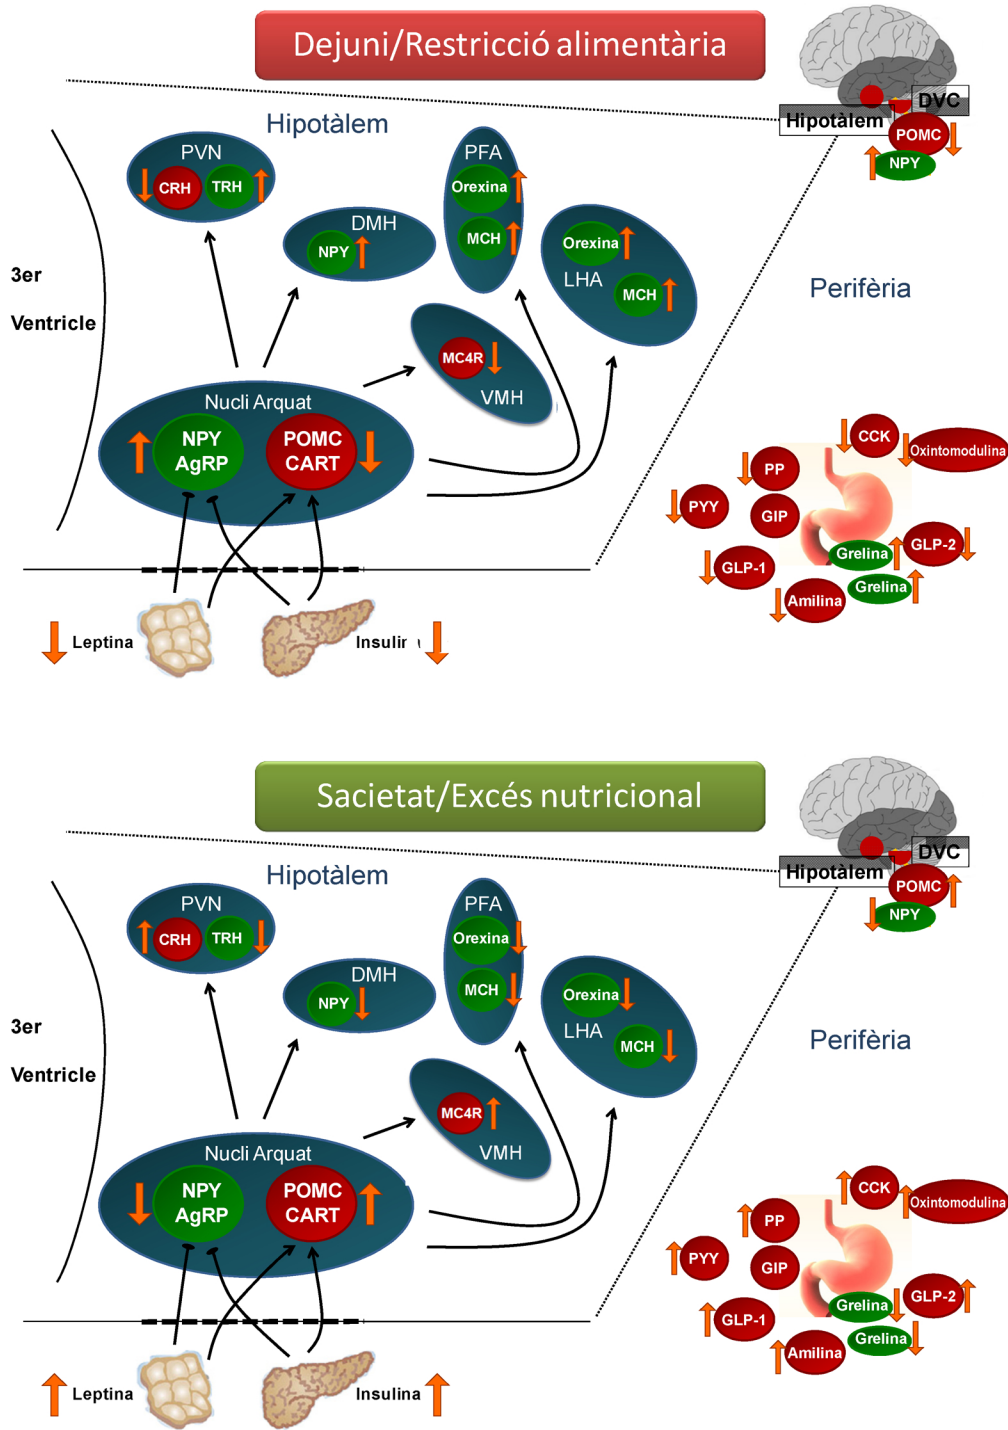 Dejuni/Restricció alimentària
Hipotàlem
DVC
POMC
NPY
Hipotàlem
PVN
CRH
TRH
PFA
Orexina
MCH
DMH
NPY
Orexina
LHA
MCH
3er
Ventricle
Perifèria
MC4R
VMH
Nucli Arquat
NPY
AgRP
POMC
CART
CCK
Oxintomodulina
PP
PYY
GIP
GLP-1
GLP-2
Grelina
Grelina
Amilina
Leptina
Insulin
Sacietat/Excés nutricional
Hipotàlem
DVC
POMC
NPY
Hipotàlem
PVN
CRH
TRH
PFA
Orexina
MCH
DMH
NPY
Orexina
LHA
MCH
3er
Ventricle
Perifèria
MC4R
VMH
Nucli Arquat
NPY
AgRP
POMC
CART
CCK
Oxintomodulina
PP
PYY
GIP
GLP-1
GLP-2
Grelina
Grelina
Amilina
Leptina
Insulina